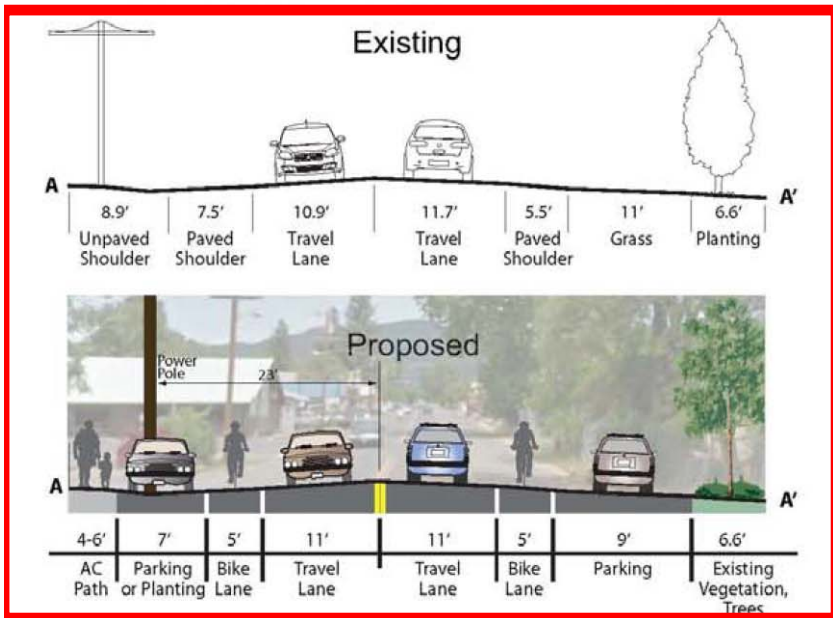 Existing
A
A'
8.9' 7.5' 10.9' 11.7' 5.5' 11' 6.6'
Unpaved Paved Travel Travel Paved Grass Planting
Shoulder Shoulder Lane Lane Shoulder
Proposed
Power
Pole
23'
A
A'
4-6' 7' 5' 11' 11' 5' 9' 6.6'
AC Parking Bike Travel Travel Bike Parking Existing
Path or Planting Lane Lane Lane Lane Vegetation,
Trees